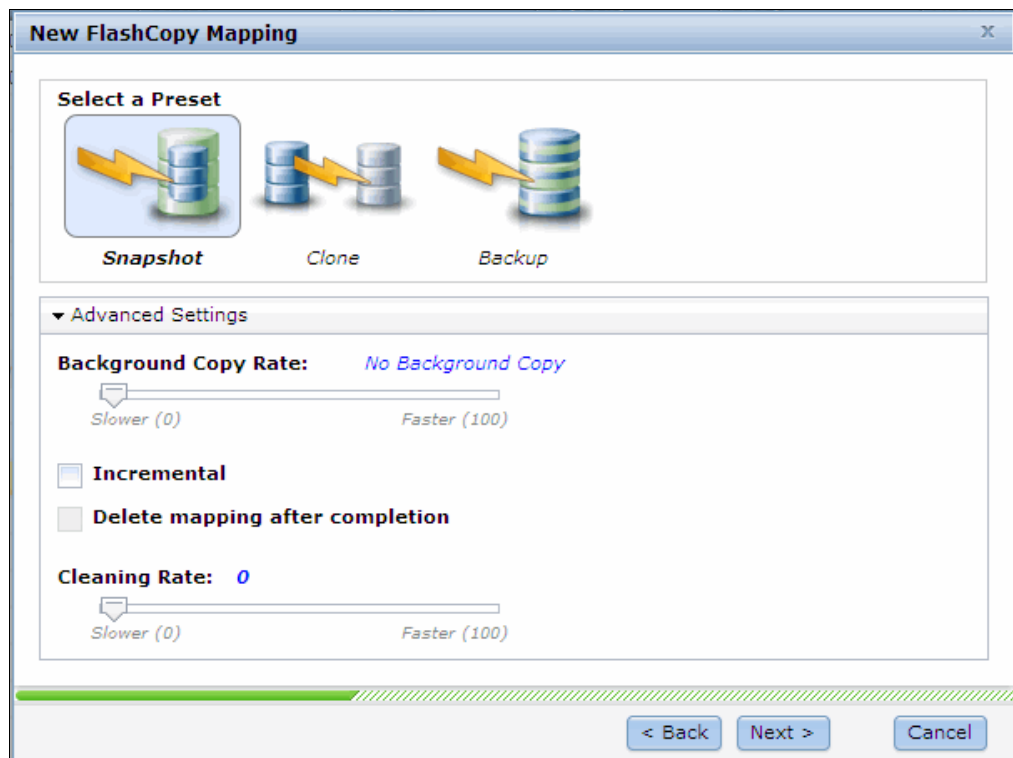 New FlashCopy Mapping
x
Select a Preset
Snapshot Clone Backup
Advanced Settings
Background Copy Rate: No Background Copy
Slower (0) Faster (100)
Incremental
Delete mapping after completion
Cleaning Rate: 0
Slower (0) Faster (100)
< Back Next > Cancel